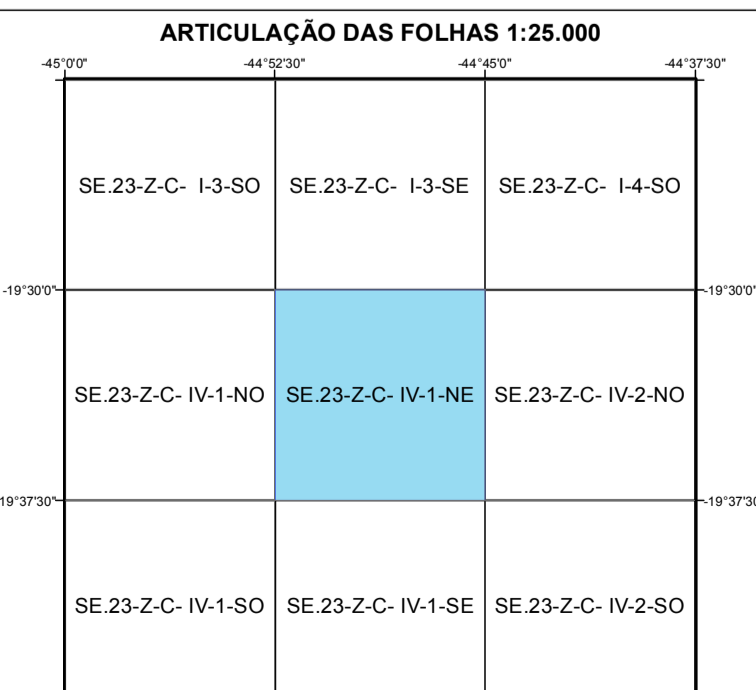 ARTICULAÇÃO DAS FOLHAS 1:25.000
-45°0'0" -44°52'30" -44°45'0" -44°37'30"
SE.23-Z-C- I-3-SO SE.23-Z-C- I-3-SE SE.23-Z-C- I-4-SO
-19°30'0" -19°30'0"
SE.23-Z-C- IV-1-NO SE.23-Z-C- IV-1-NE SE.23-Z-C- IV-2-NO
19°37'30" -19°37'30
SE.23-Z-C- IV-1-SO SE.23-Z-C- IV-1-SE SE.23-Z-C- IV-2-SO